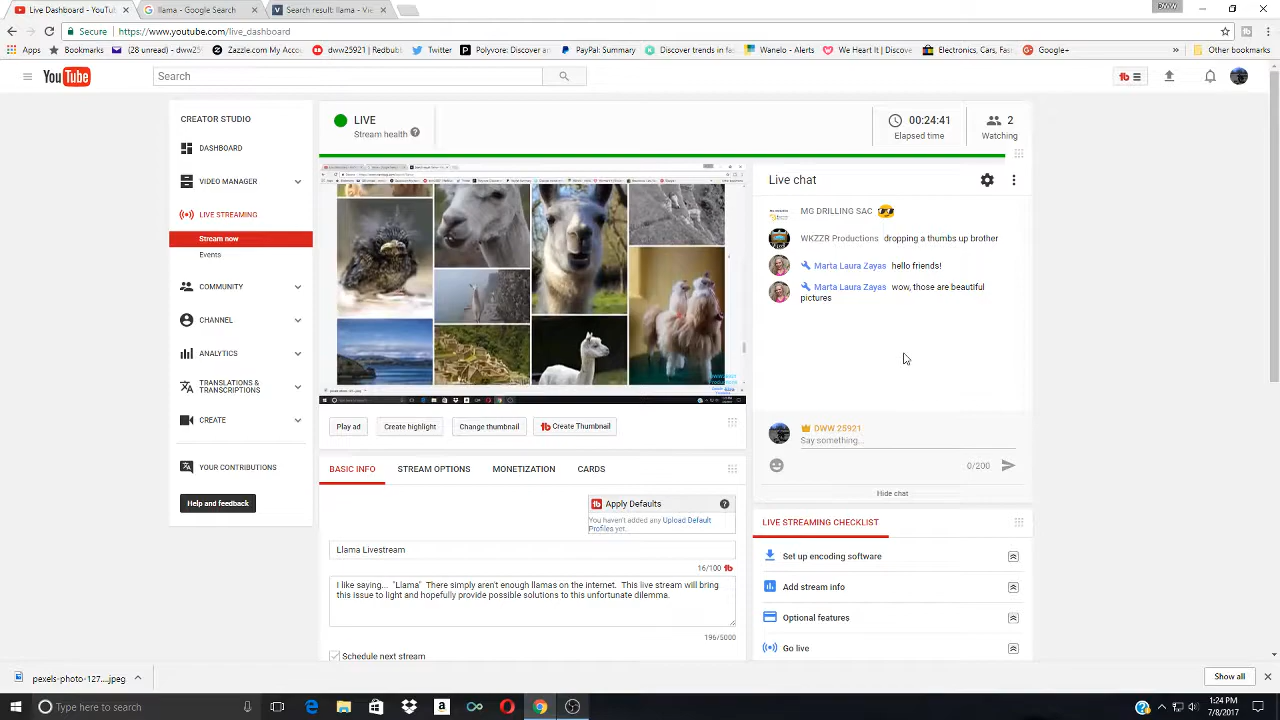 Live Dashboard - YouTu
llama - Google Search
Search result: llama - Vie
DWW
Secure
https://www.youtube.com/live_dashboard
Apps
Bookmarks
(28 unread) - dww25
Zazzle.com My Acco
dww25921 | Redbubl
Twitter
Polyvore: Discover a
PayPal: Summary
Discover trends in fa
Wanelo - Alerts
We Heart It | Discov
Electronics, Cars, Fas
Google+
»
Other bookmarks
YouTube
Search
CREATOR STUDIO
DASHBOARD
VIDEO MANAGER
LIVE STREAMING
Stream now
Events
COMMUNITY
CHANNEL
ANALYTICS
TRANSLATIONS &
TRANSCRIPTIONS
CREATE
YOUR CONTRIBUTIONS
Help and feedback
LIVE
Stream health
00:24:41
Elapsed time
2
Watching
Play ad
Create highlight
Change thumbnail
Create Thumbnail
BASIC INFO
STREAM OPTIONS
MONETIZATION
CARDS
Apply Defaults
You haven't added any Upload Default
Profiles yet.
Llama Livestream
16/100
I like saying... "Llama" There simply aren't enough llamas on the internet. This live stream will bring
this issue to light and hopefully provide possible solutions to this unfortunate dilemma.
196/5000
Schedule next stream
Live chat
MG DRILLING SAC
WKZZR Productions dropping a thumbs up brother
Marta Laura Zayas hello friends!
Marta Laura Zayas wow, those are beautiful
pictures
DWW 25921
Say something...
0/200
Hide chat
LIVE STREAMING CHECKLIST
Set up encoding software
Add stream info
Optional features
Go live
pexels-photo-127....jpeg
Show all
Type here to search
1:24 PM
7/8/2017